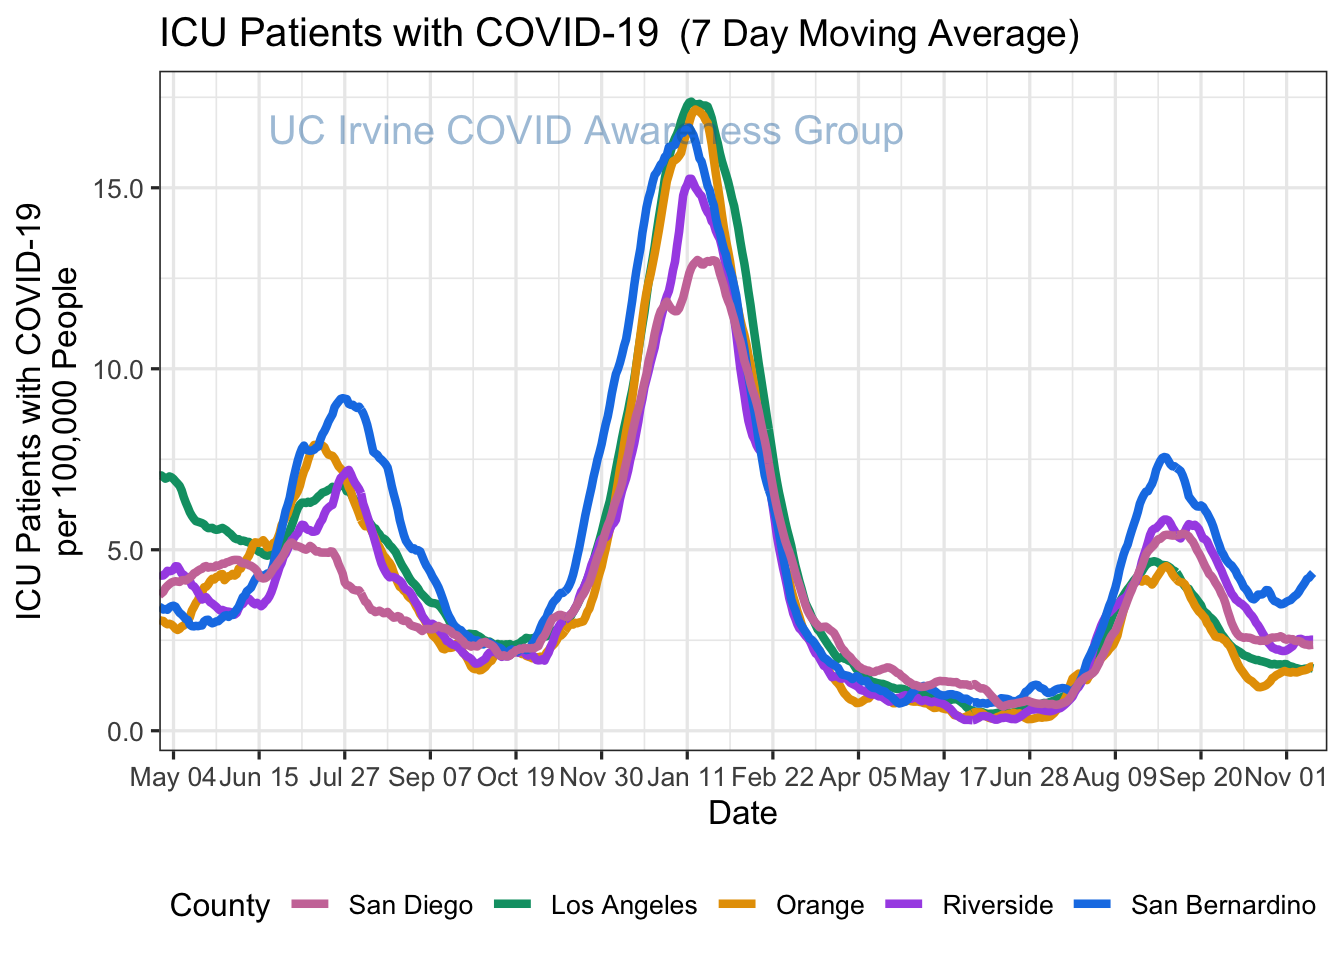 ICU Patients with COVID-19 (7 Day Moving Average)
UC Irvine COVID Awareness Group
ICU Patients with COVID-19
per 100,000 People
15.0
10.0
5.0
0.0
May 04 Jun 15 Jul 27 Sep 07 Oct 19 Nov 30 Jan 11 Feb 22 Apr 05 May 17 Jun 28 Aug 09 Sep 20 Nov 01
Date
County San Diego Los Angeles Orange Riverside San Bernardino